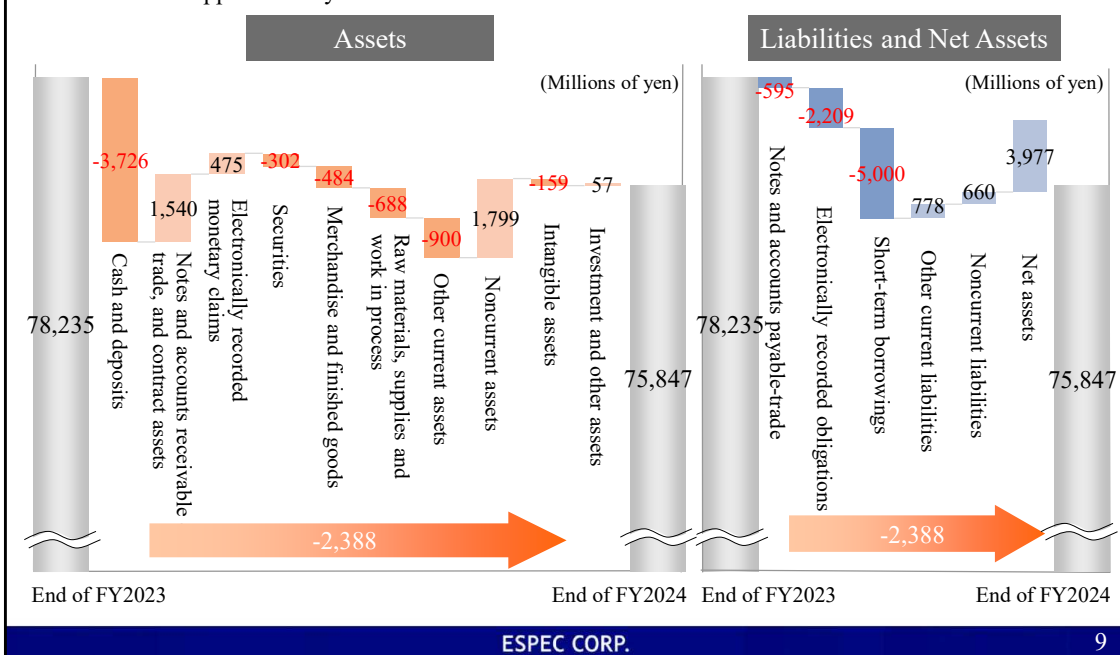 Assets
(Millions of yen)
78,235
-3,726
1,540
475
-302
-484
-688
-900
1,799
-159
57
75,847
Cash and deposits
Notes and accounts receivable
trade, and contract assets
Electronically recorded
monetary claims
Securities
Merchandise and finished goods
Raw materials, supplies and
work in process
Other current assets
Noncurrent assets
Intangible assets
Investment and other assets
-2,388
End of FY2023
End of FY2024
Liabilities and Net Assets
(Millions of yen)
78,235
-595
-2,209
-5,000
778
660
3,977
75,847
Notes and accounts payable-trade
Electronically recorded obligations
Short-term borrowings
Other current liabilities
Noncurrent liabilities
Net assets
-2,388
End of FY2023
End of FY2024
ESPEC CORP.
9